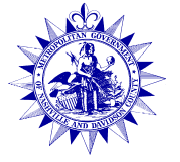 METROPOLITAN GOVERNMENT
OF NASHVILLE AND DAVIDSON COUNTY